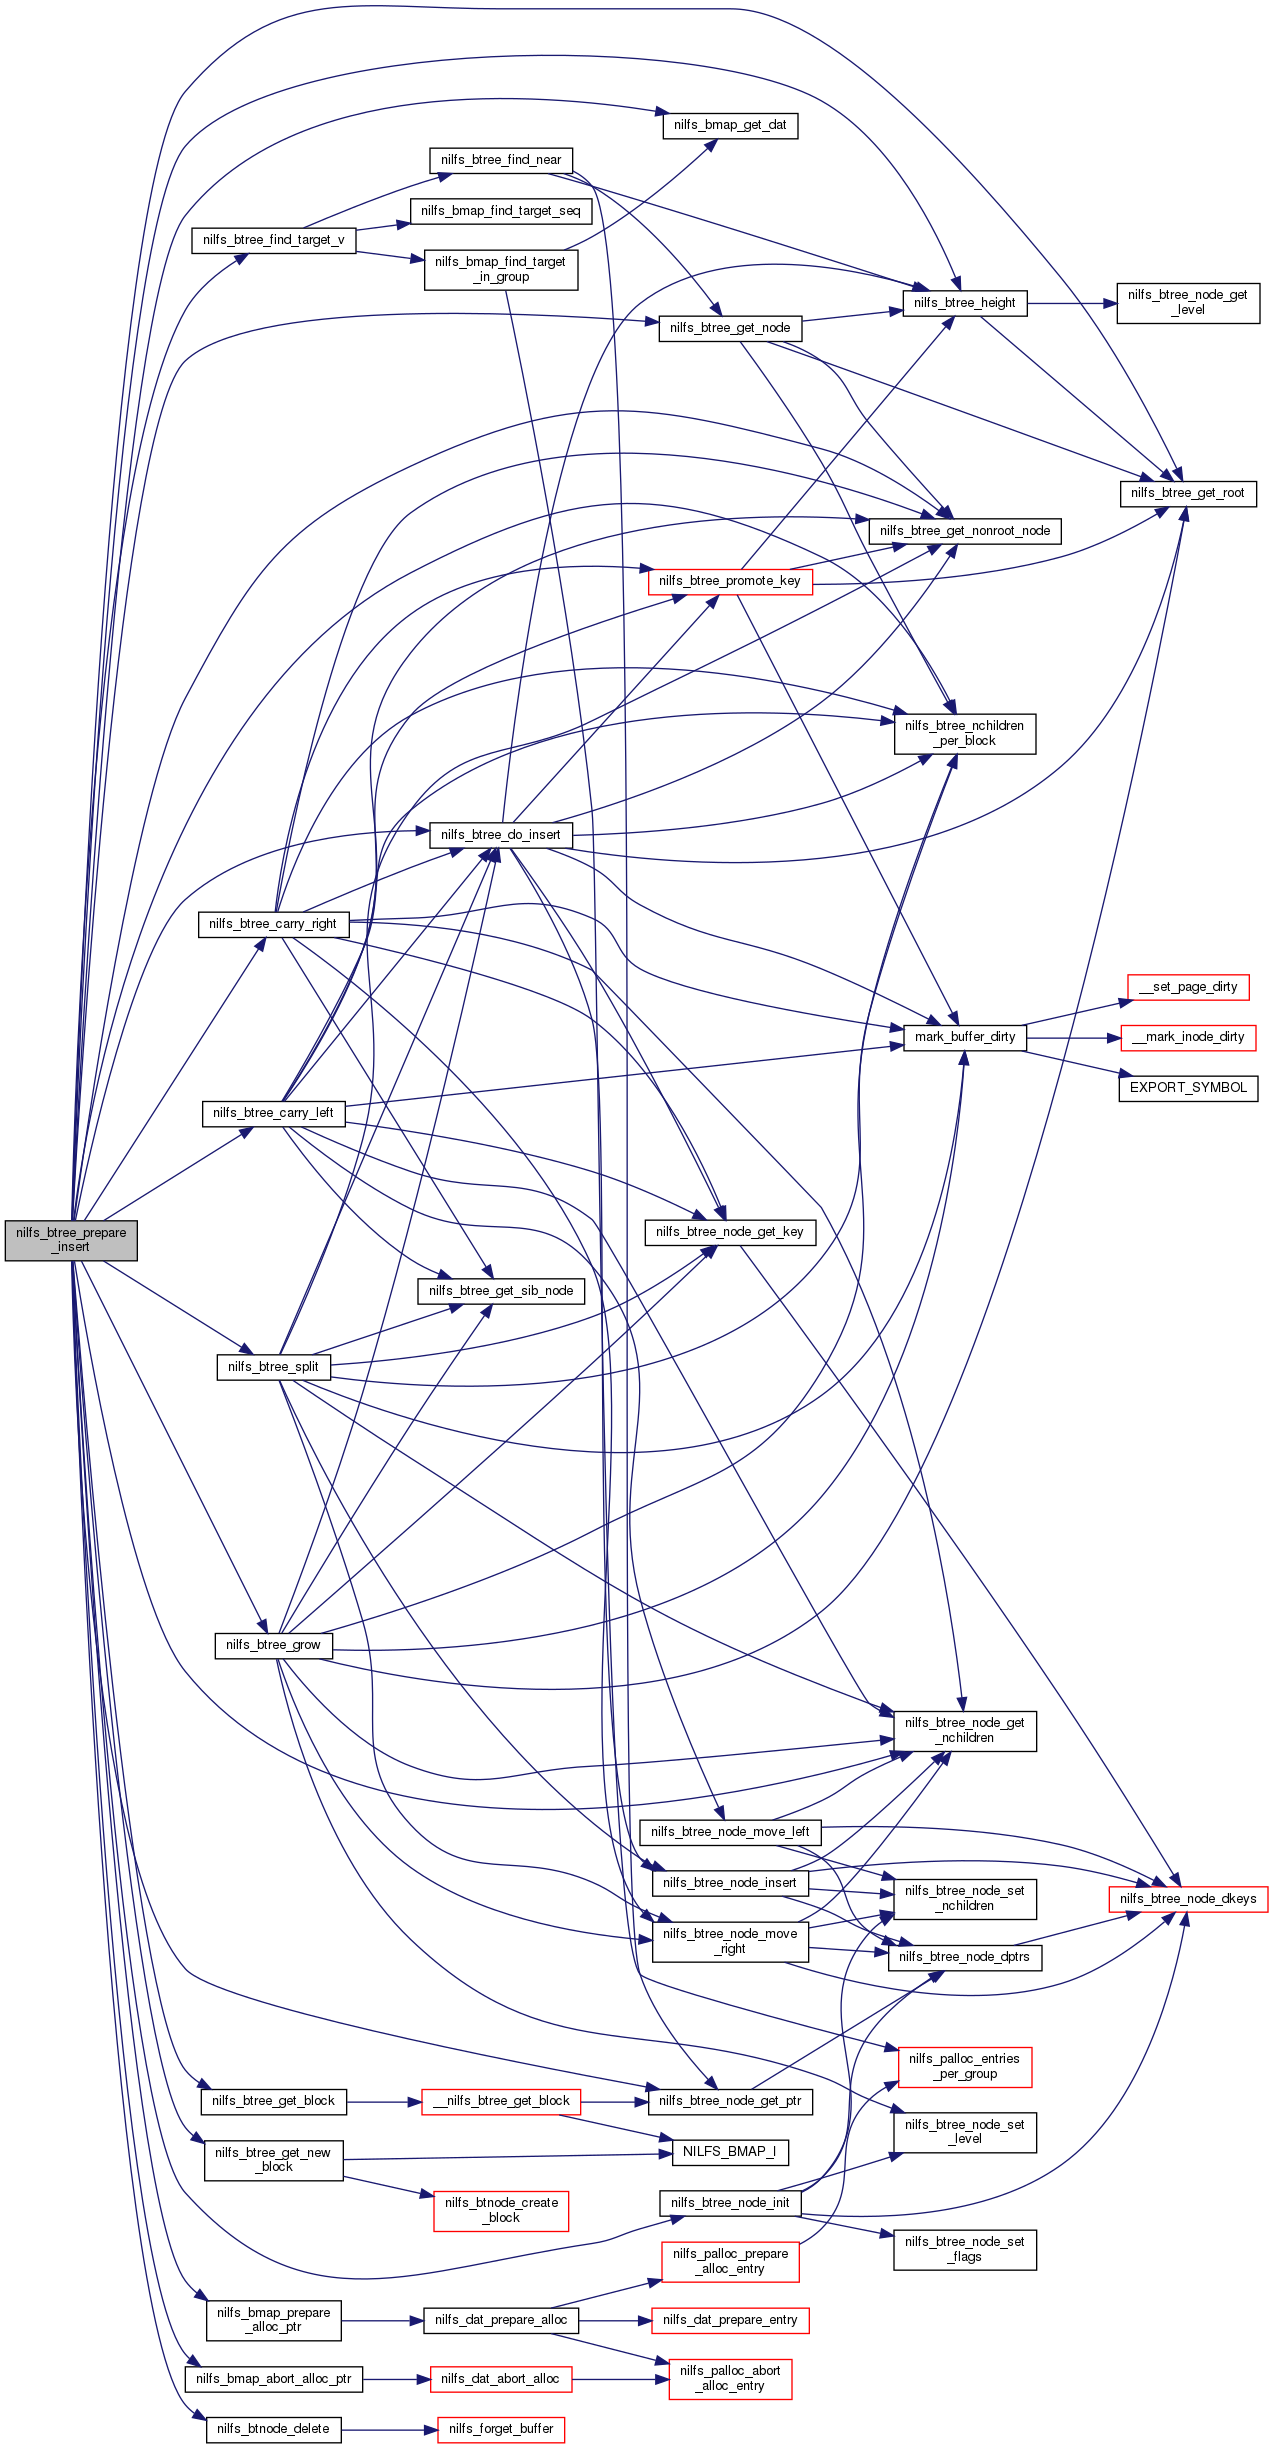 nilfs_bmap_get_dat
nilfs_btree_find_near
nilfs_bmap_find_target_seq
nilfs_btree_find_target_v
nilfs_bmap_find_target
_in_group
nilfs_btree_height
nilfs_btree_node_get
_level
nilfs_btree_get_node
nilfs_btree_get_root
nilfs_btree_get_nonroot_node
nilfs_btree_promote_key
nilfs_btree_nchildren
_per_block
nilfs_btree_do_insert
nilfs_btree_carry_right
__set_page_dirty
mark_buffer_dirty
__mark_inode_dirty
EXPORT_SYMBOL
nilfs_btree_carry_left
nilfs_btree_prepare
_insert
nilfs_btree_node_get_key
nilfs_btree_get_sib_node
nilfs_btree_split
nilfs_btree_grow
nilfs_btree_node_get
_nchildren
nilfs_btree_node_move_left
nilfs_btree_node_insert
nilfs_btree_node_set
_nchildren
nilfs_btree_node_dkeys
nilfs_btree_node_move
_right
nilfs_btree_node_dptrs
nilfs_palloc_entries
_per_group
nilfs_btree_get_block
__nilfs_btree_get_block
nilfs_btree_node_get_ptr
nilfs_btree_node_set
_level
nilfs_btree_get_new
_block
NILFS_BMAP_I
nilfs_btnode_create
_block
nilfs_btree_node_init
nilfs_btree_node_set
_flags
nilfs_palloc_prepare
_alloc_entry
nilfs_bmap_prepare
_alloc_ptr
nilfs_dat_prepare_alloc
nilfs_dat_prepare_entry
nilfs_bmap_abort_alloc_ptr
nilfs_dat_abort_alloc
nilfs_palloc_abort
_alloc_entry
nilfs_btnode_delete
nilfs_forget_buffer